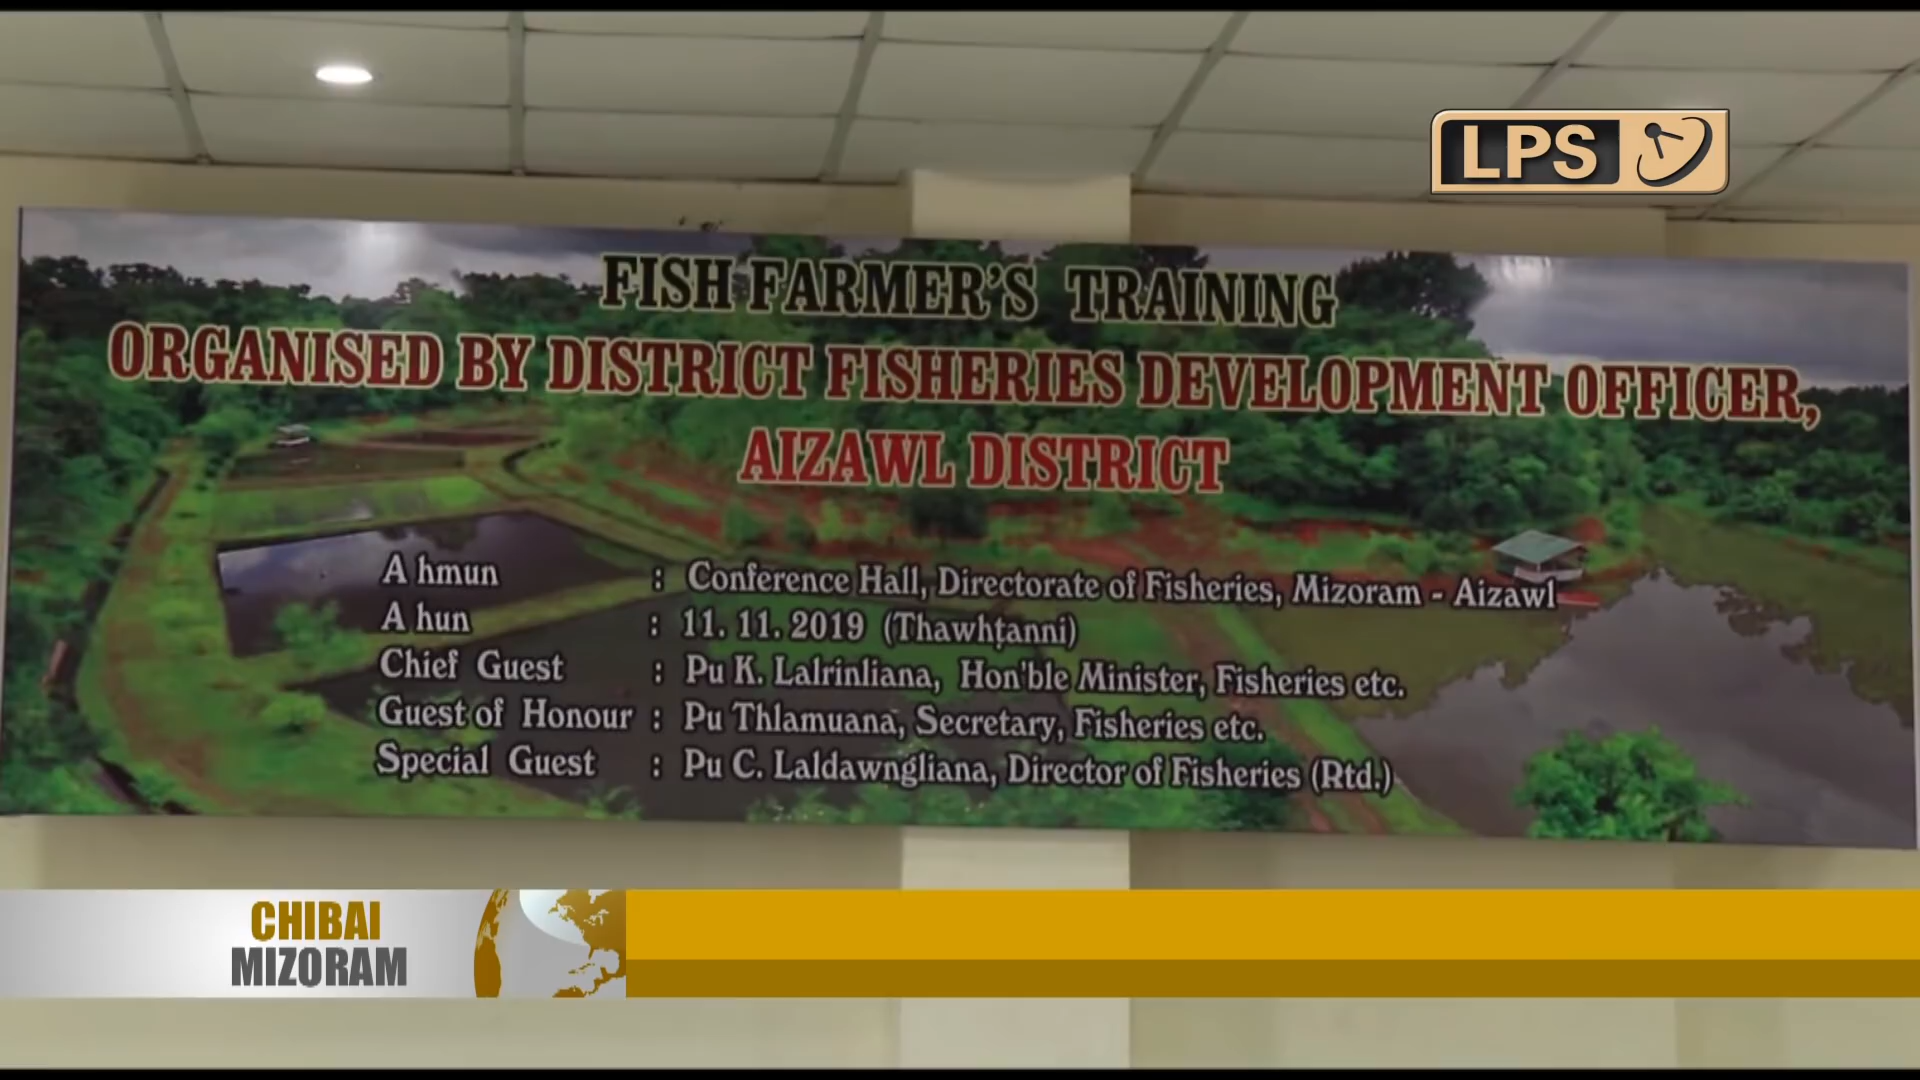 LPS
FISH FARMER'S TRAINING
ORGANISED BY DISTRICT FISHERIES DEVELOPMENT OFFICER,
AIZAWL DISTRICT
A hmun : Conference Hall, Directorate of Fisheries, Mizoram - Aizawl
A hun : 11. 11. 2019 (Thawhṭanni)
Chief Guest : Pu K. Lalrinliana, Hon'ble Minister, Fisheries etc.
Guest of Honour : Pu Thlamuana, Secretary, Fisheries etc.
Special Guest : Pu C. Laldawngliana, Director of Fisheries (Rtd.)
CHIBAI
MIZORAM